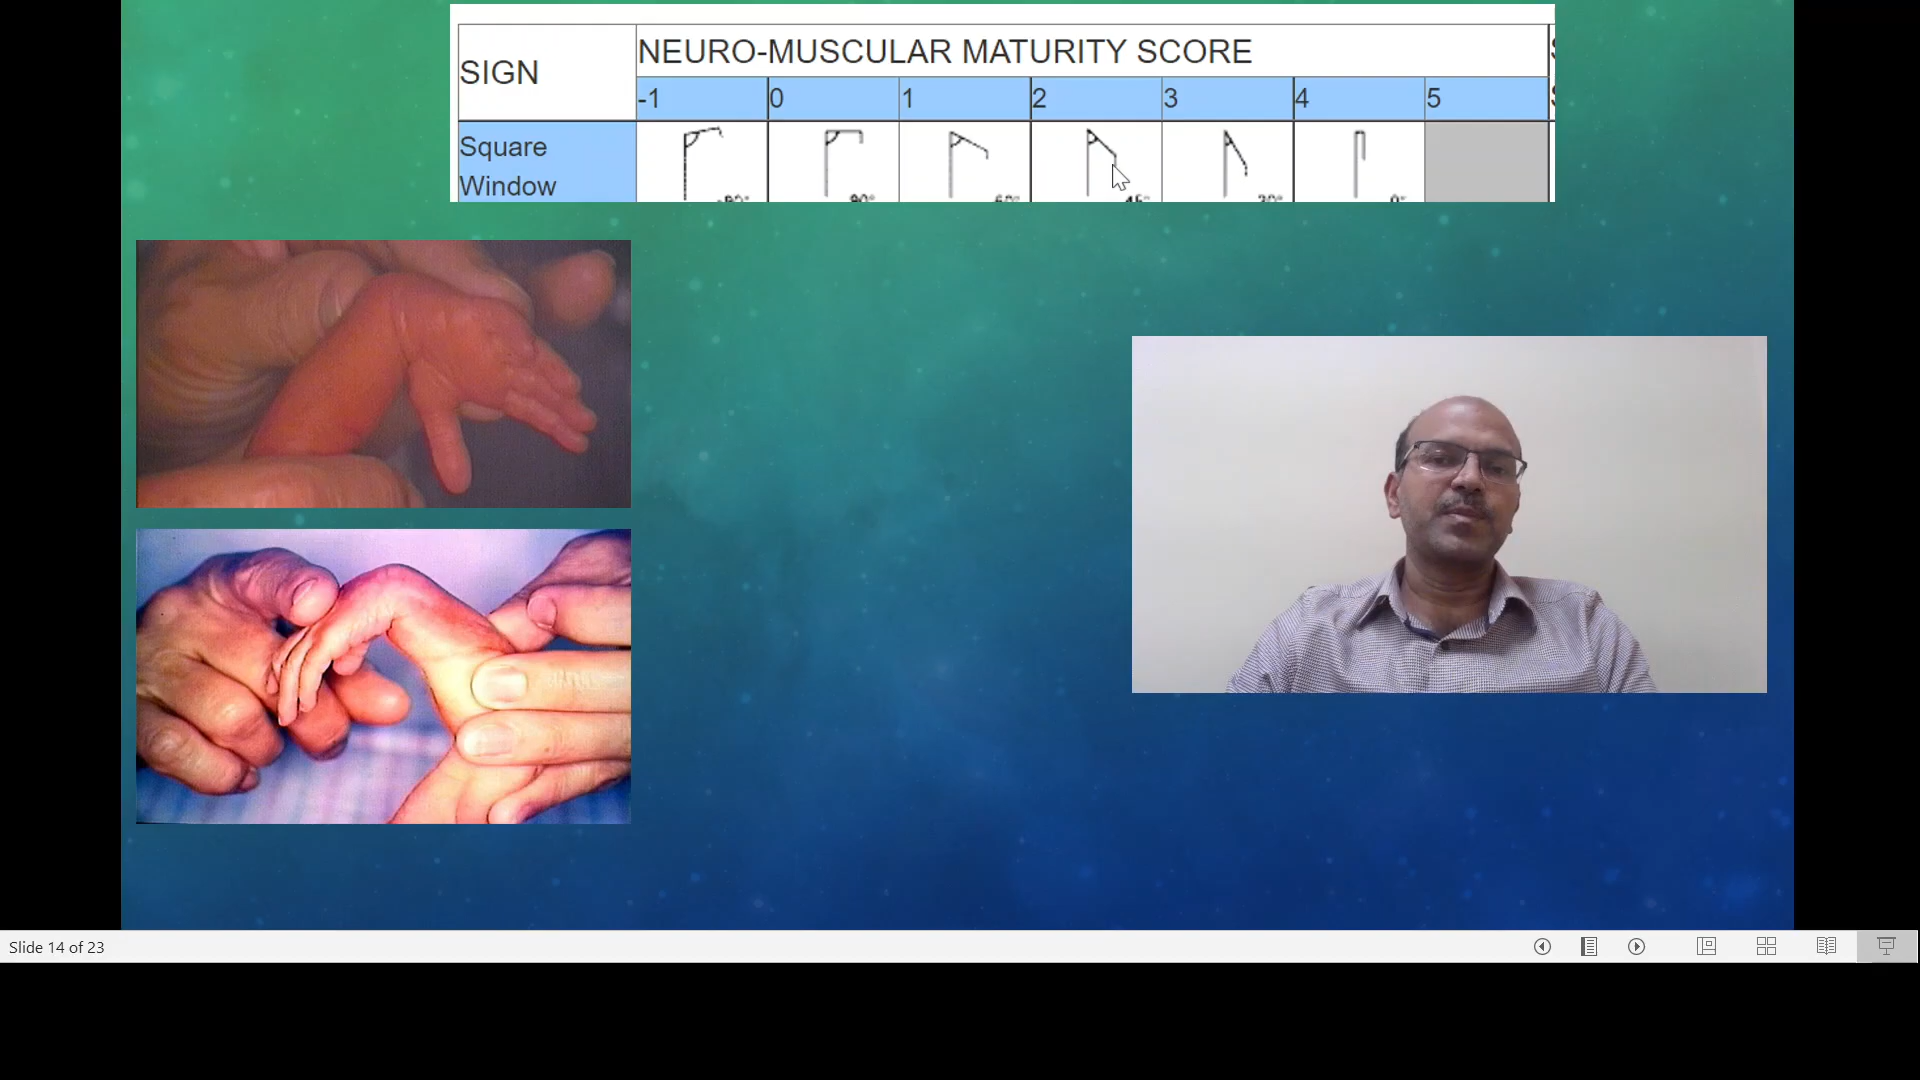 SIGN
NEURO-MUSCULAR MATURITY SCORE
-1 0 1 2 3 4 5
Square
Window
Slide 14 of 23